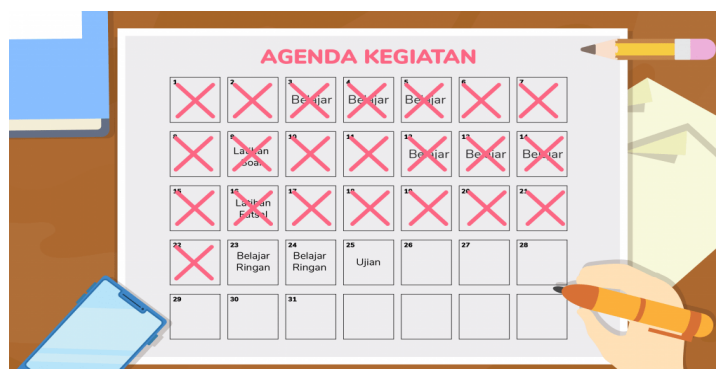 AGENDA KEGIATAN
1 2 3 4 5 6 7
Belajar Belajar Belajar
8 9 10 11 12 13 14
Latihan Belajar Belajar Belajar
Soal
15 16 17 18 19 20 21
Latihan
Futsal
22 23 24 25 26 27 28
Belajar Belajar Ujian
Ringan Ringan
29 30 31